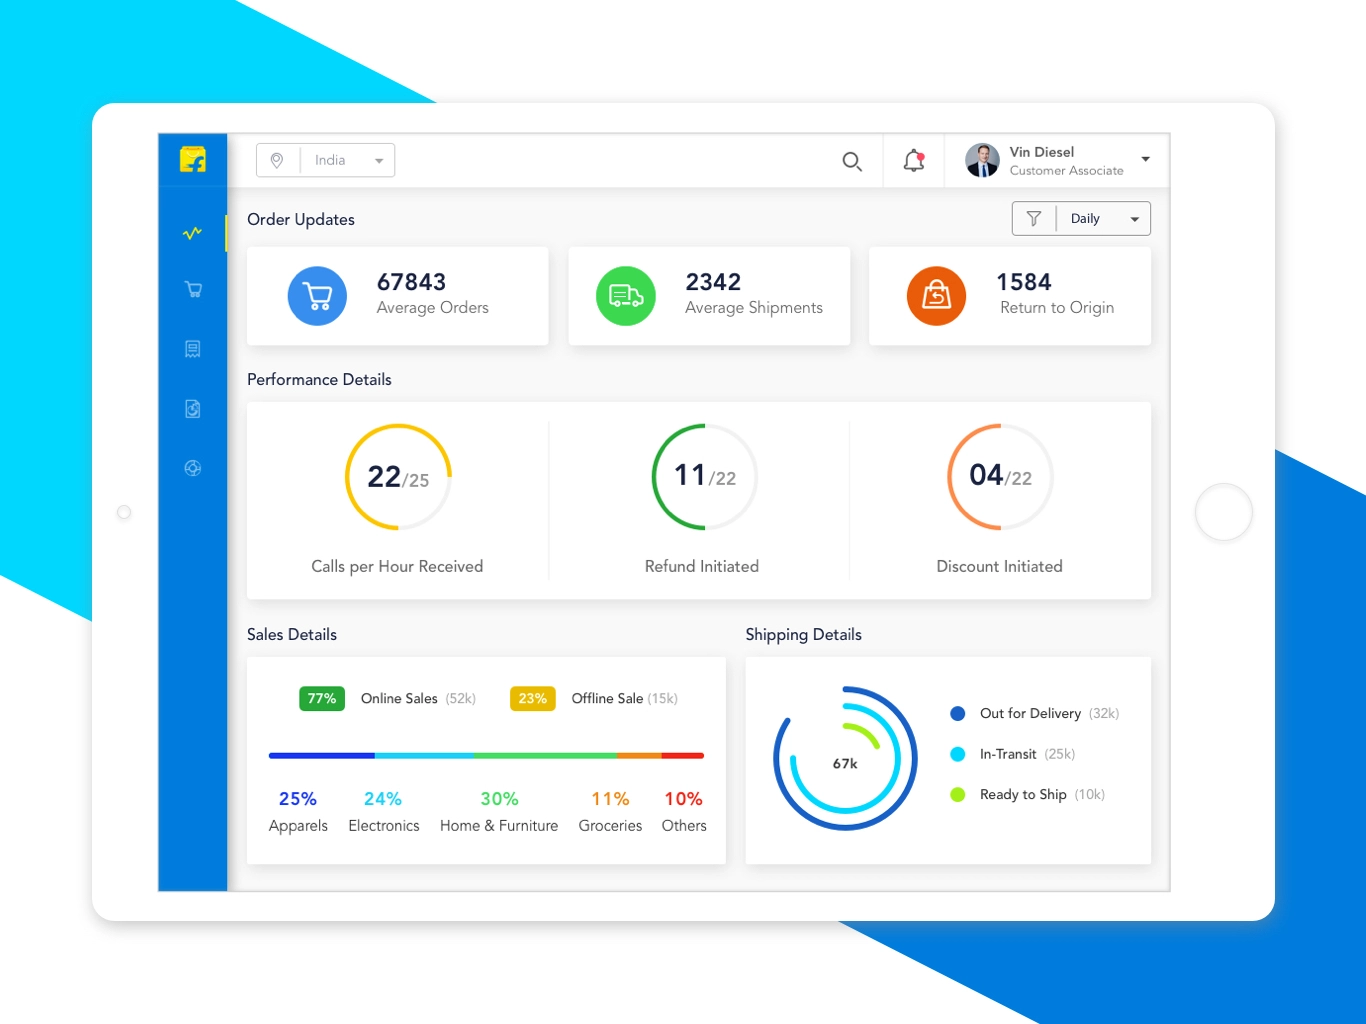 India
Vin Diesel
Customer Associate
Order Updates
Daily
67843
Average Orders
2342
Average Shipments
1584
Return to Origin
Performance Details
22/25
Calls per Hour Received
11/22
Refund Initiated
04/22
Discount Initiated
Sales Details
77% Online Sales (52k) 23% Offline Sale (15k)
25% 24% 30% 11% 10%
Apparels Electronics Home & Furniture Groceries Others
Shipping Details
67k
Out for Delivery (32k)
In-Transit (25k)
Ready to Ship (10k)